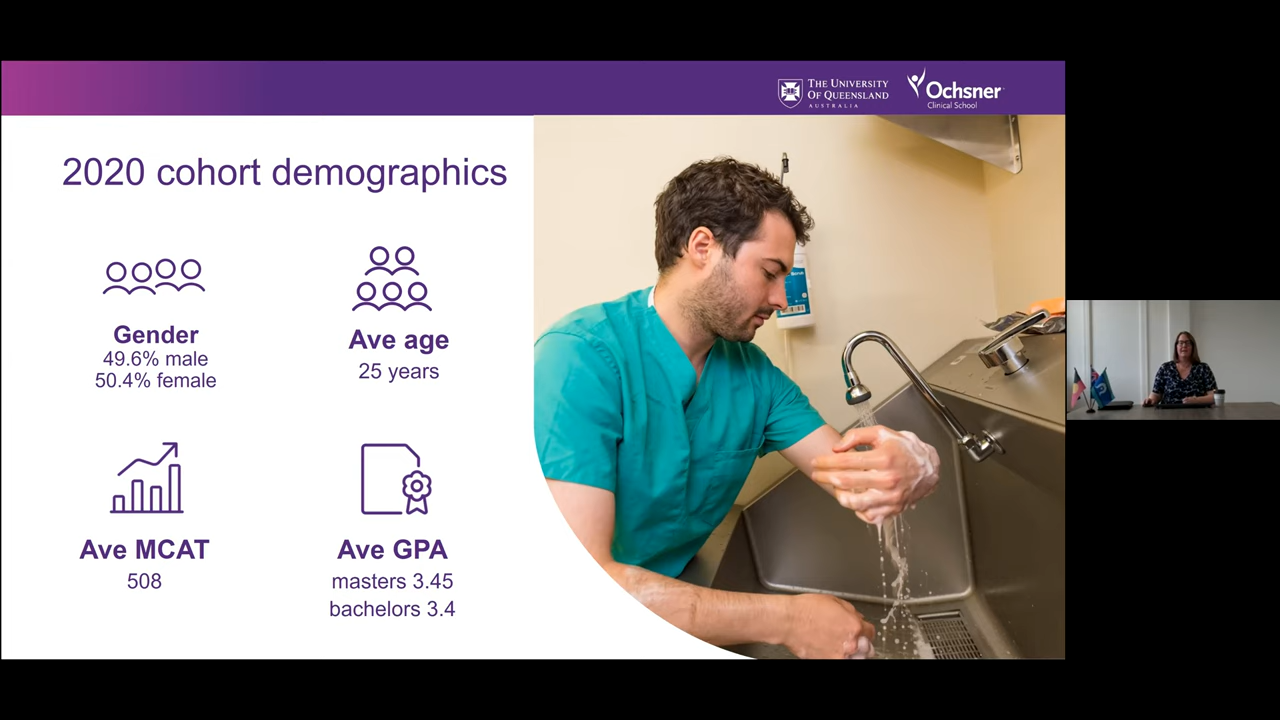 THE UNIVERSITY
OF QUEENSLAND
AUSTRALIA
Ochsner
Clinical School
2020 cohort demographics
Gender
49.6% male
50.4% female
Ave age
25 years
Ave MCAT
508
Ave GPA
masters 3.45
bachelors 3.4